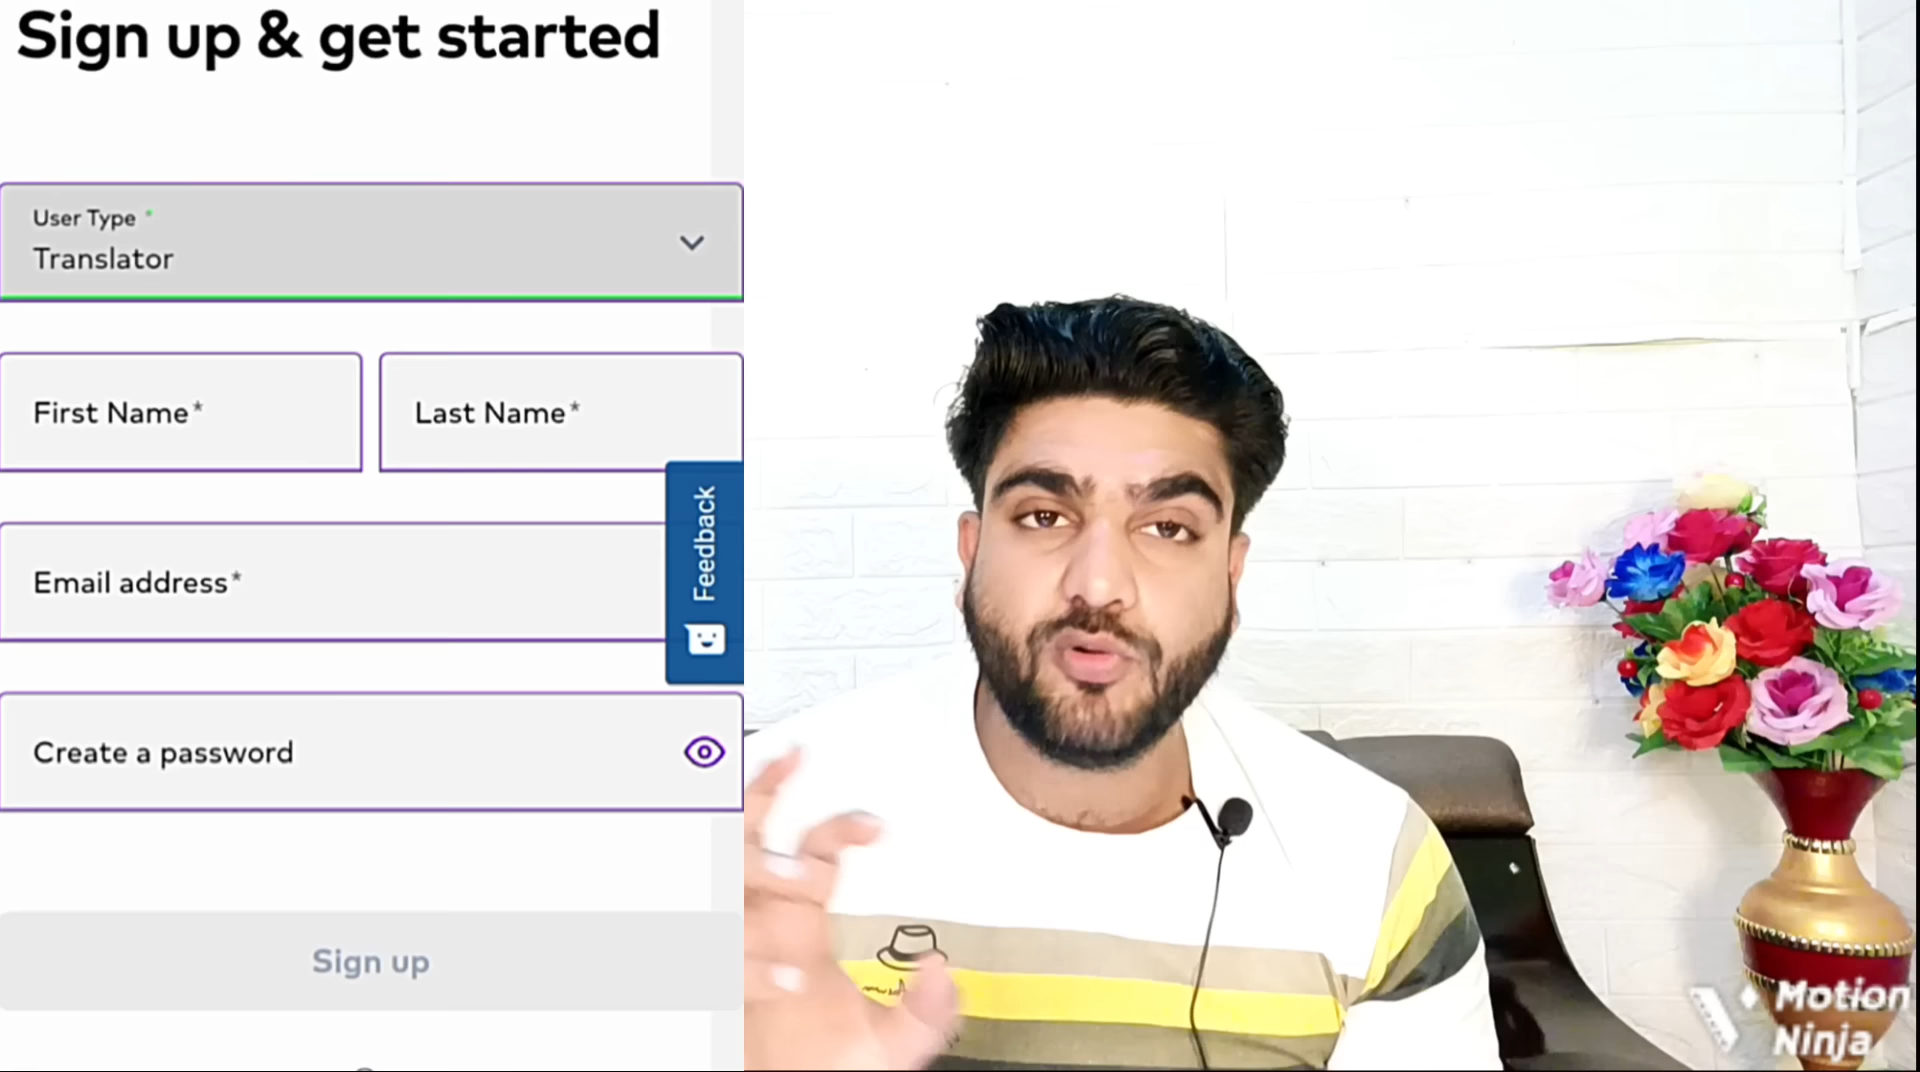 Sign up & get started
User Type *
Translator
First Name*
Last Name*
Email address*
Feedback
Create a password
Sign up
Motion
Ninja